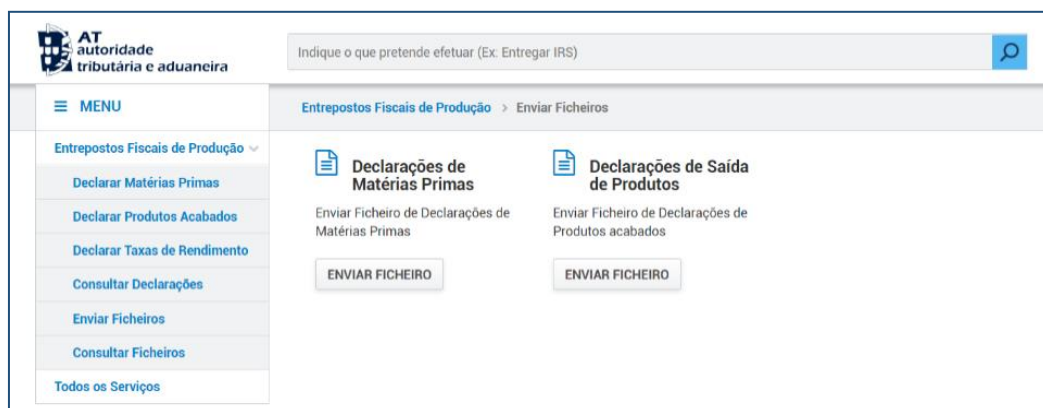 AT
autoridade
tributária e aduaneira
Indique o que pretende efetuar (Ex: Entregar IRS)
MENU
Entrepostos Fiscais de Produção > Enviar Ficheiros
Entrepostos Fiscais de Produção
Declarar Matérias Primas
Declarar Produtos Acabados
Declarar Taxas de Rendimento
Consultar Declarações
Enviar Ficheiros
Consultar Ficheiros
Todos os Serviços
Declarações de
Matérias Primas
Enviar Ficheiro de Declarações de
Matérias Primas
ENVIAR FICHEIRO
Declarações de Saída
de Produtos
Enviar Ficheiro de Declarações de
Produtos acabados
ENVIAR FICHEIRO